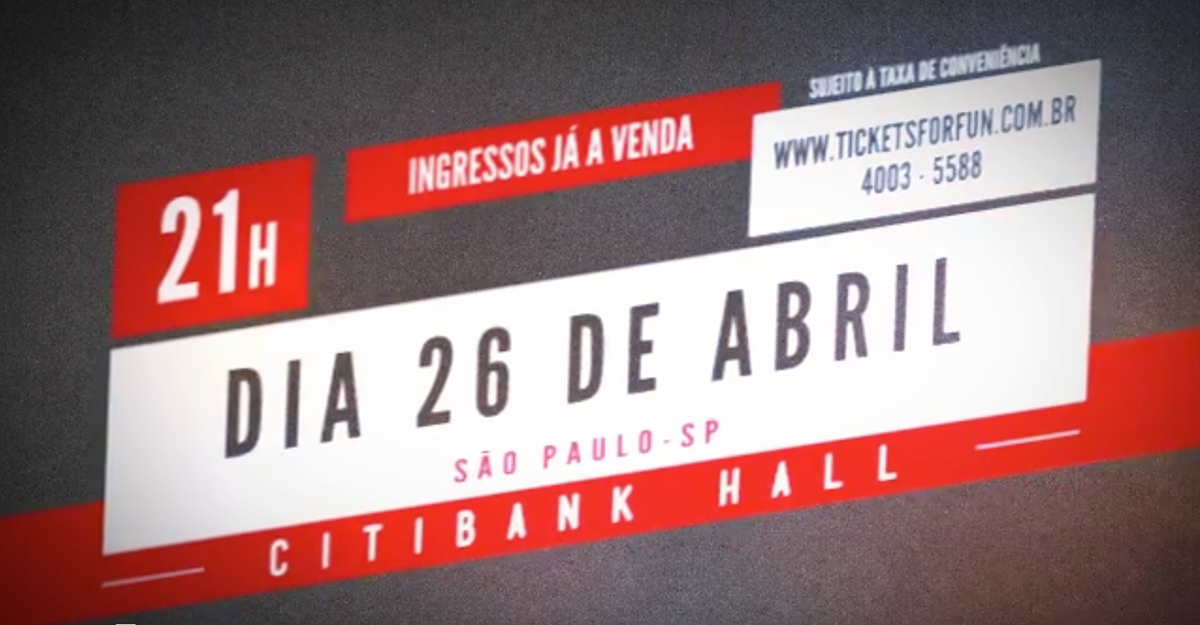 SUJEITO À TAXA DE CONVENIÊNCIA
INGRESSOS JÁ A VENDA
WWW.TICKETSFORFUN.COM.BR
4003 - 5588
21H
DIA 26 DE ABRIL
SÃO PAULO-SP
CITIBANK HALL